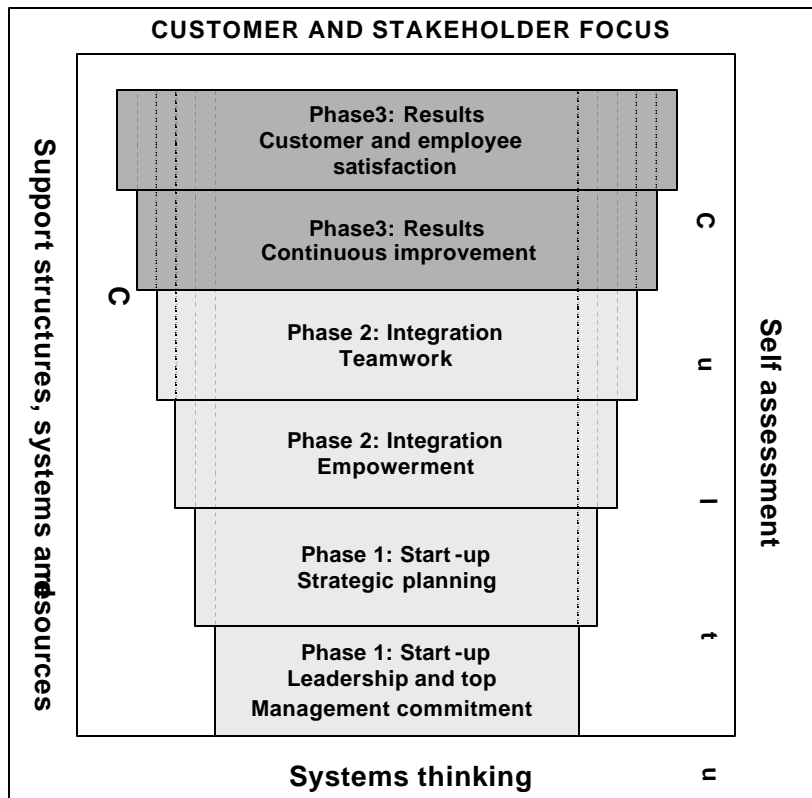 CUSTOMER AND STAKEHOLDER FOCUS
Phase3: Results
Customer and employee
satisfaction
Phase3: Results
Continuous improvement
Phase 2: Integration
Teamwork
Phase 2: Integration
Empowerment
Phase 1: Start-up
Strategic planning
Phase 1: Start-up
Leadership and top
Management commitment
Systems thinking
Support structures, systems and resources
C
C
u
l
t
u
Self assessment